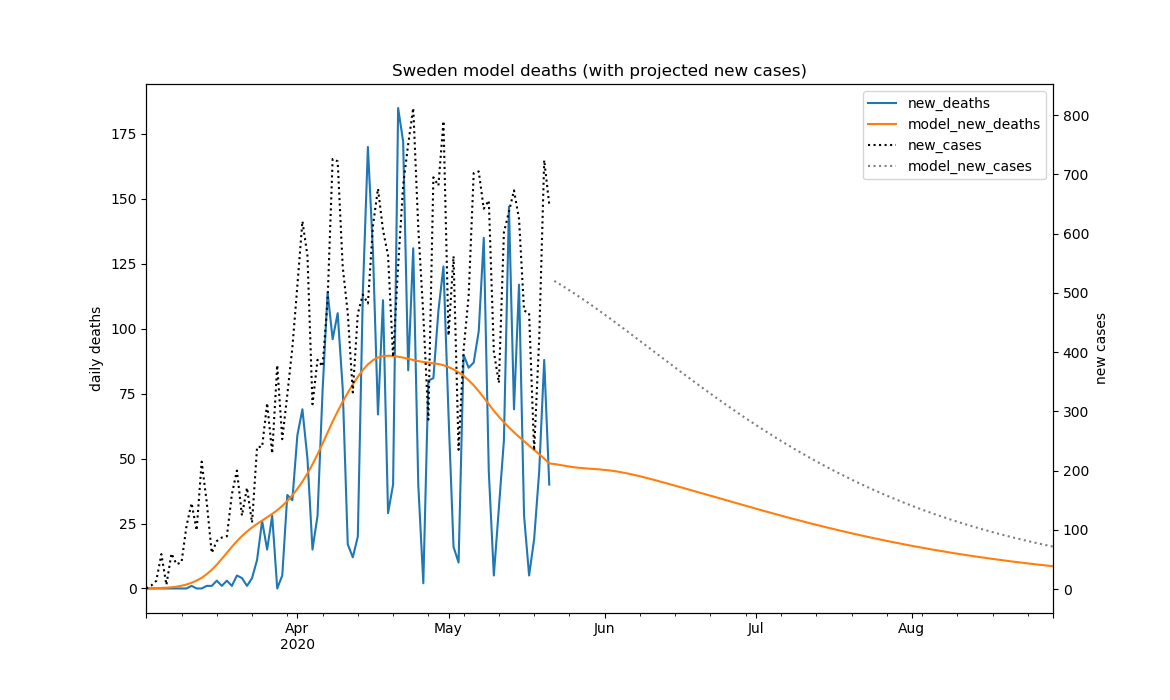 Sweden model deaths (with projected new cases)
new_deaths
model_new_deaths
new_cases
model_new_cases
daily deaths
175
150
125
100
75
50
25
0
800
700
600
500
400
300
200
100
0
new cases
Apr
2020
May
Jun
Jul
Aug